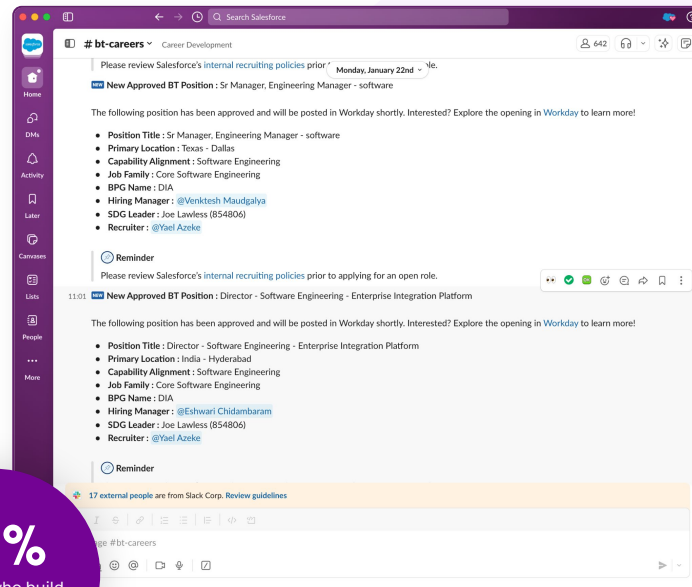 Search Salesforce
# bt-careers
Career Development
642
Please review Salesforce's internal recruiting policies prior
le.
Monday, January 22nd
NEW New Approved BT Position : Sr Manager, Engineering Manager - software
The following position has been approved and will be posted in Workday shortly. Interested? Explore the opening in Workday to learn more!
• Position Title : Sr Manager, Engineering Manager - software
• Primary Location : Texas - Dallas
• Capability Alignment : Software Engineering
• Job Family : Core Software Engineering
• BPG Name : DIA
• Hiring Manager : @Venktesh Maudgalya
• SDG Leader : Joe Lawless (854806)
• Recruiter : @Yael Azeke
Reminder
Please review Salesforce's internal recruiting policies prior to applying for an open role.
11:01 NEW New Approved BT Position : Director - Software Engineering - Enterprise Integration Platform
The following position has been approved and will be posted in Workday shortly. Interested? Explore the opening in Workday to learn more!
• Position Title : Director - Software Engineering - Enterprise Integration Platform
• Primary Location : India - Hyderabad
• Capability Alignment : Software Engineering
• Job Family : Core Software Engineering
• BPG Name : DIA
• Hiring Manager : @Eshwari Chidambaram
• SDG Leader : Joe Lawless (854806)
• Recruiter : @Yael Azeke
Reminder
17 external people are from Slack Corp. Review guidelines
age #bt-careers
Home
DMs
Activity
Later
Canvases
Lists
People
More
%
who build